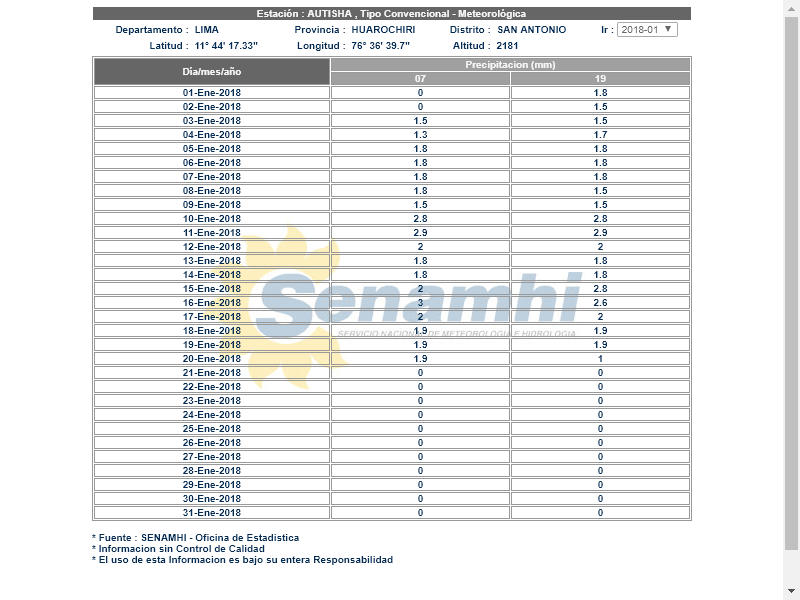 Estación : AUTISHA , Tipo Convencional - Meteorológica
Departamento : LIMA Provincia : HUAROCHIRI Distrito : SAN ANTONIO Ir : 2018-01
Latitud : 11° 44' 17.33" Longitud : 76° 36' 39.7" Altitud : 2181
Dia/mes/año Precipitacion (mm)
07 19
01-Ene-2018 0 1.8
02-Ene-2018 0 1.5
03-Ene-2018 1.5 1.5
04-Ene-2018 1.3 1.7
05-Ene-2018 1.8 1.8
06-Ene-2018 1.8 1.8
07-Ene-2018 1.8 1.8
08-Ene-2018 1.8 1.5
09-Ene-2018 1.5 1.5
10-Ene-2018 2.8 2.8
11-Ene-2018 2.9 2.9
12-Ene-2018 2 2
13-Ene-2018 1.8 1.8
14-Ene-2018 1.8 1.8
15-Ene-2018 2 2.8
16-Ene-2018 3 2.6
17-Ene-2018 2 2
18-Ene-2018 1.9 1.9
19-Ene-2018 1.9 1.9
20-Ene-2018 1.9 1
21-Ene-2018 0 0
22-Ene-2018 0 0
23-Ene-2018 0 0
24-Ene-2018 0 0
25-Ene-2018 0 0
26-Ene-2018 0 0
27-Ene-2018 0 0
28-Ene-2018 0 0
29-Ene-2018 0 0
30-Ene-2018 0 0
31-Ene-2018 0 0
Senamhi
SERVICIO NACIONAL DE METEOROLOGIA E HIDROLOGIA
* Fuente : SENAMHI - Oficina de Estadistica
* Informacion sin Control de Calidad
* El uso de esta Informacion es bajo su entera Responsabilidad